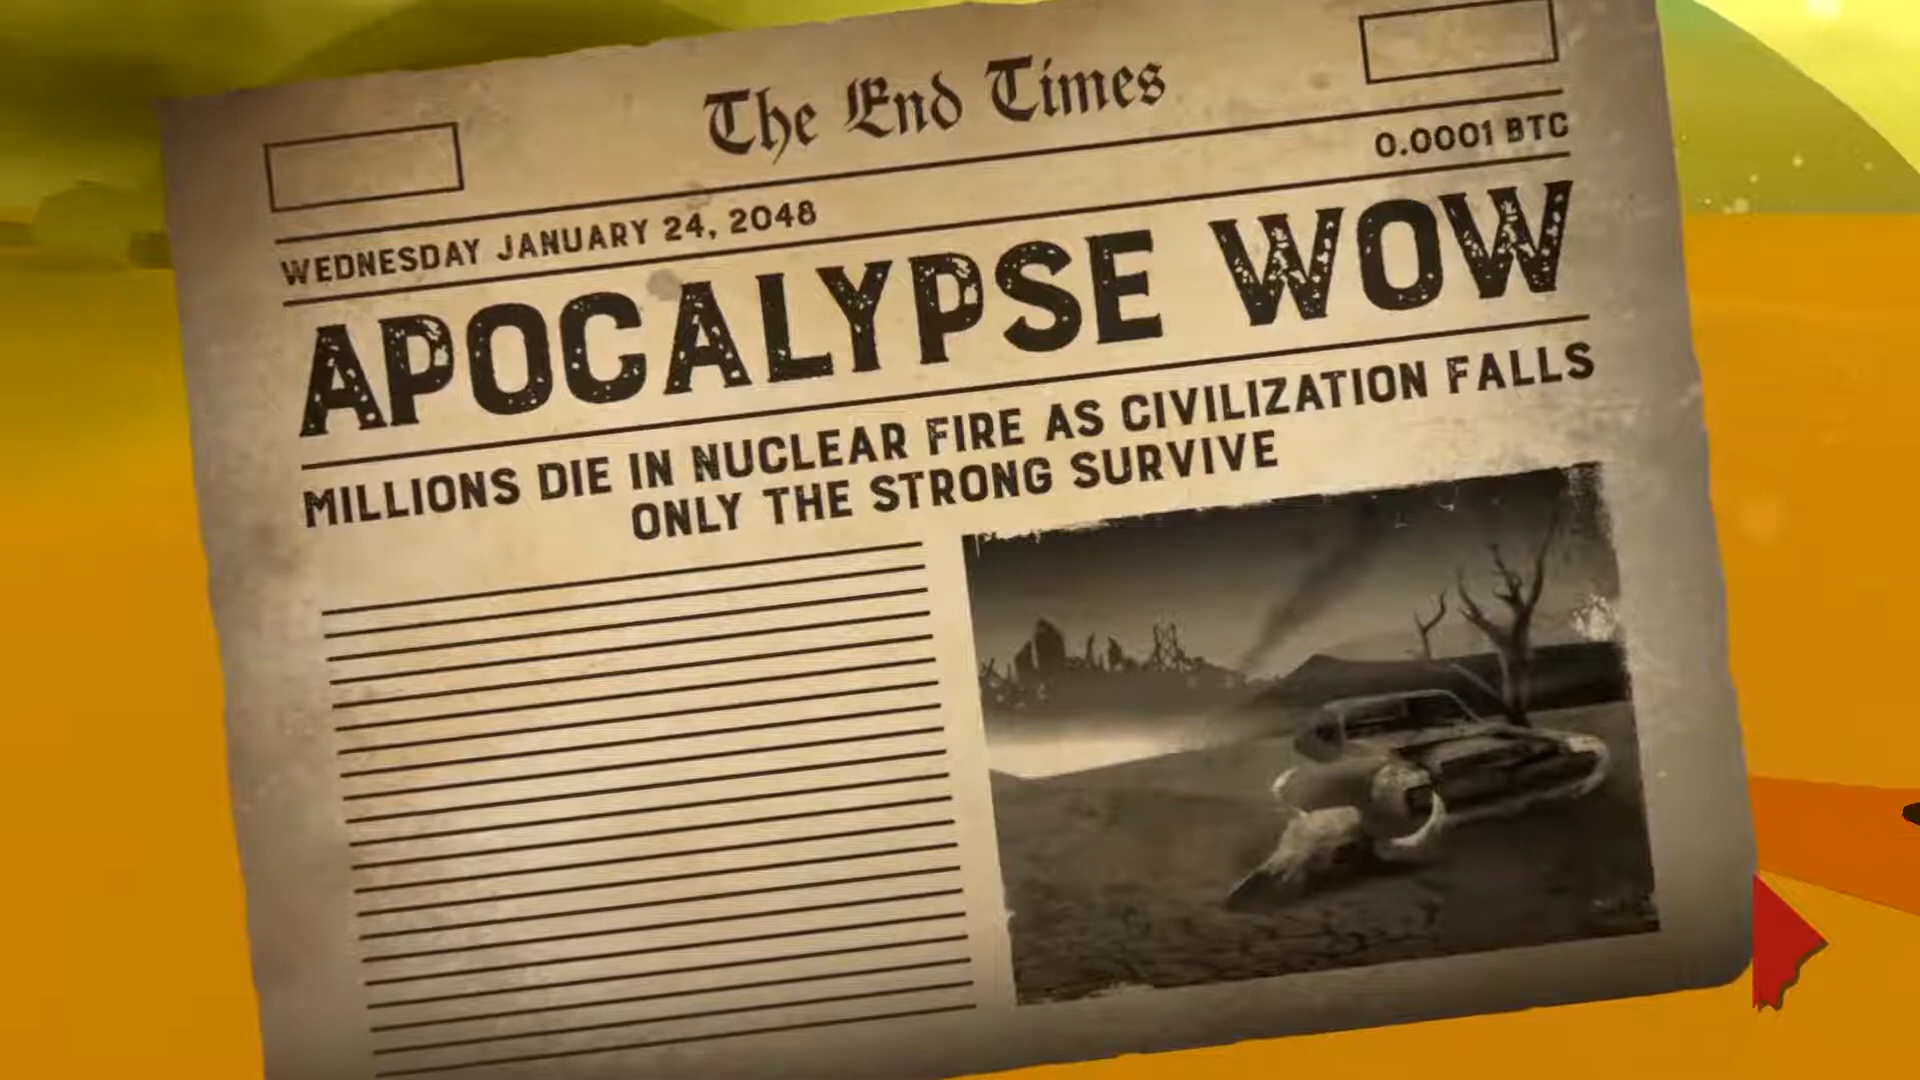 The End Times
0.0001 BTC
WEDNESDAY JANUARY 24, 2048
APOCALYPSE WOW
MILLIONS DIE IN NUCLEAR FIRE AS CIVILIZATION FALLS
ONLY THE STRONG SURVIVE